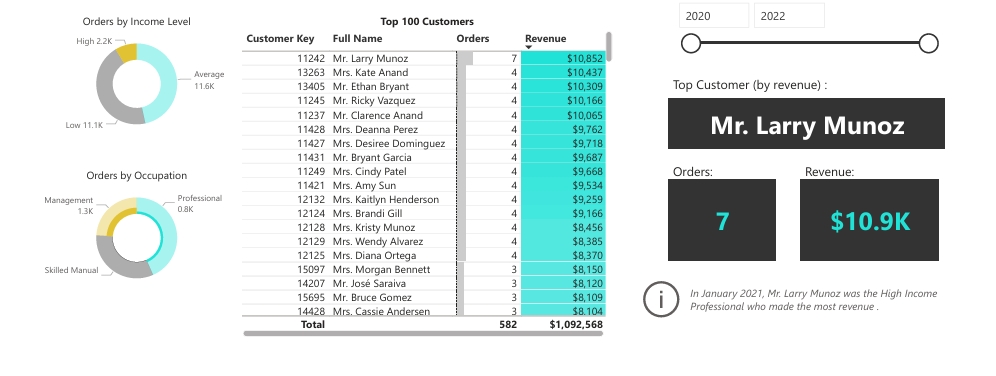 Orders by Income Level
High 2.2K
Average
11.6K
Low 11.1K
Orders by Occupation
Management
1.3K
Professional
0.8K
Skilled Manual
Top 100 Customers
Customer Key Full Name Orders Revenue
11242 Mr. Larry Munoz 7 $10,852
13263 Mrs. Kate Anand 4 $10,437
13405 Mr. Ethan Bryant 4 $10,309
11245 Mr. Ricky Vazquez 4 $10,166
11237 Mr. Clarence Anand 4 $10,065
11428 Mrs. Deanna Perez 4 $9,762
11427 Mrs. Desiree Dominguez 4 $9,718
11431 Mr. Bryant Garcia 4 $9,687
11249 Mrs. Cindy Patel 4 $9,668
11421 Mrs. Amy Sun 4 $9,534
12132 Mrs. Kaitlyn Henderson 4 $9,259
12124 Mrs. Brandi Gill 4 $9,166
12128 Mrs. Kristy Munoz 4 $8,456
12129 Mrs. Wendy Alvarez 4 $8,385
12125 Mrs. Diana Ortega 4 $8,370
15097 Mrs. Morgan Bennett 3 $8,150
14207 Mr. José Saraiva 3 $8,120
15695 Mr. Bruce Gomez 3 $8,109
14428 Mrs. Cassie Andersen 3 $8,104
Total 582 $1,092,568
2020 2022
Top Customer (by revenue) :
Mr. Larry Munoz
Orders: Revenue:
7 $10.9K
i
In January 2021, Mr. Larry Munoz was the High Income
Professional who made the most revenue .